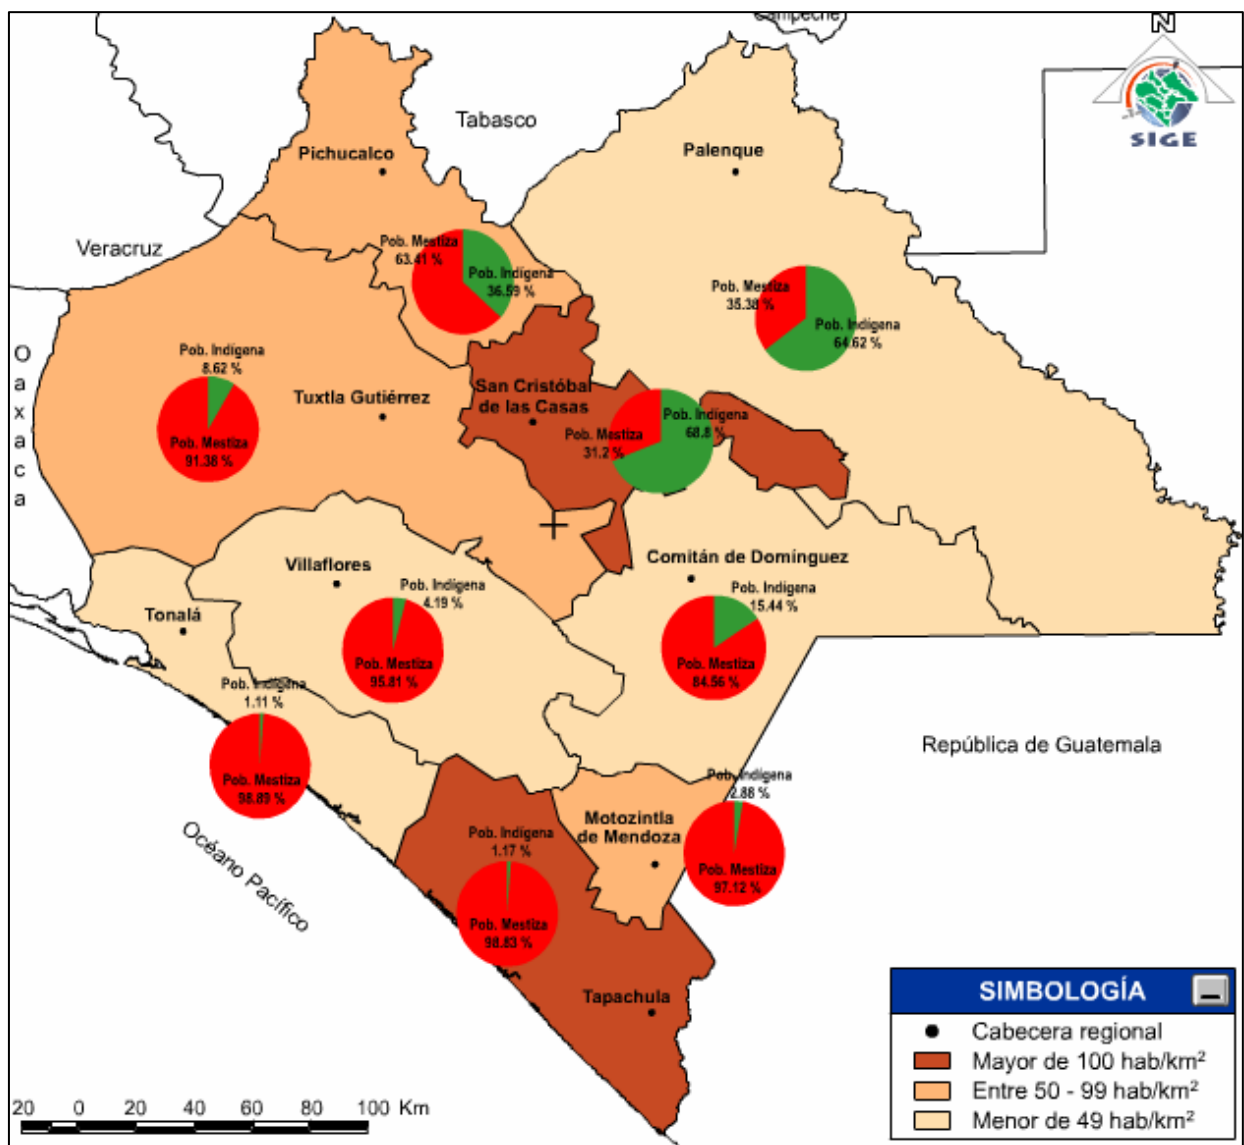 Campeche
N
SIGE
Tabasco
Pichucalco
Palenque
Veracruz
Pob. Mestiza
63.41 %
Pob. Indígena
36.59 %
Pob. Mestiza
35.38 %
Pob. Indígena
64.62 %
Oaxaca
Pob. Indígena
8.62 %
Pob. Mestiza
91.38 %
Tuxtla Gutiérrez
San Cristóbal
de las Casas
Pob. Indígena
68.8 %
Pob. Mestiza
31.2 %
Villaflores
Pob. Indígena
4.19 %
Pob. Mestiza
95.81 %
Comitán de Domínguez
Pob. Indígena
15.44 %
Pob. Mestiza
84.56 %
Tonalá
Pob. Indígena
1.11 %
Pob. Mestiza
98.89 %
República de Guatemala
Océano Pacífico
Motozintla
de Mendoza
Pob. Indígena
2.88 %
Pob. Mestiza
97.12 %
Pob. Indígena
1.17 %
Pob. Mestiza
98.83 %
Tapachula
SIMBOLOGÍA
Cabecera regional
Mayor de 100 hab/km²
Entre 50 - 99 hab/km²
Menor de 49 hab/km²
20 0 20 40 60 80 100 Km